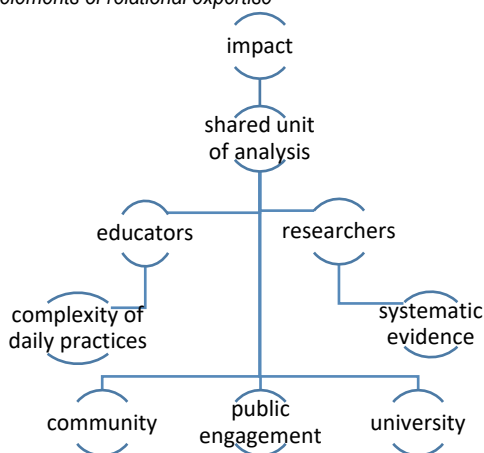 elements of relational expertise
impact
shared unit
of analysis
educators
researchers
complexity of
daily practices
systematic
evidence
community
public
engagement
university